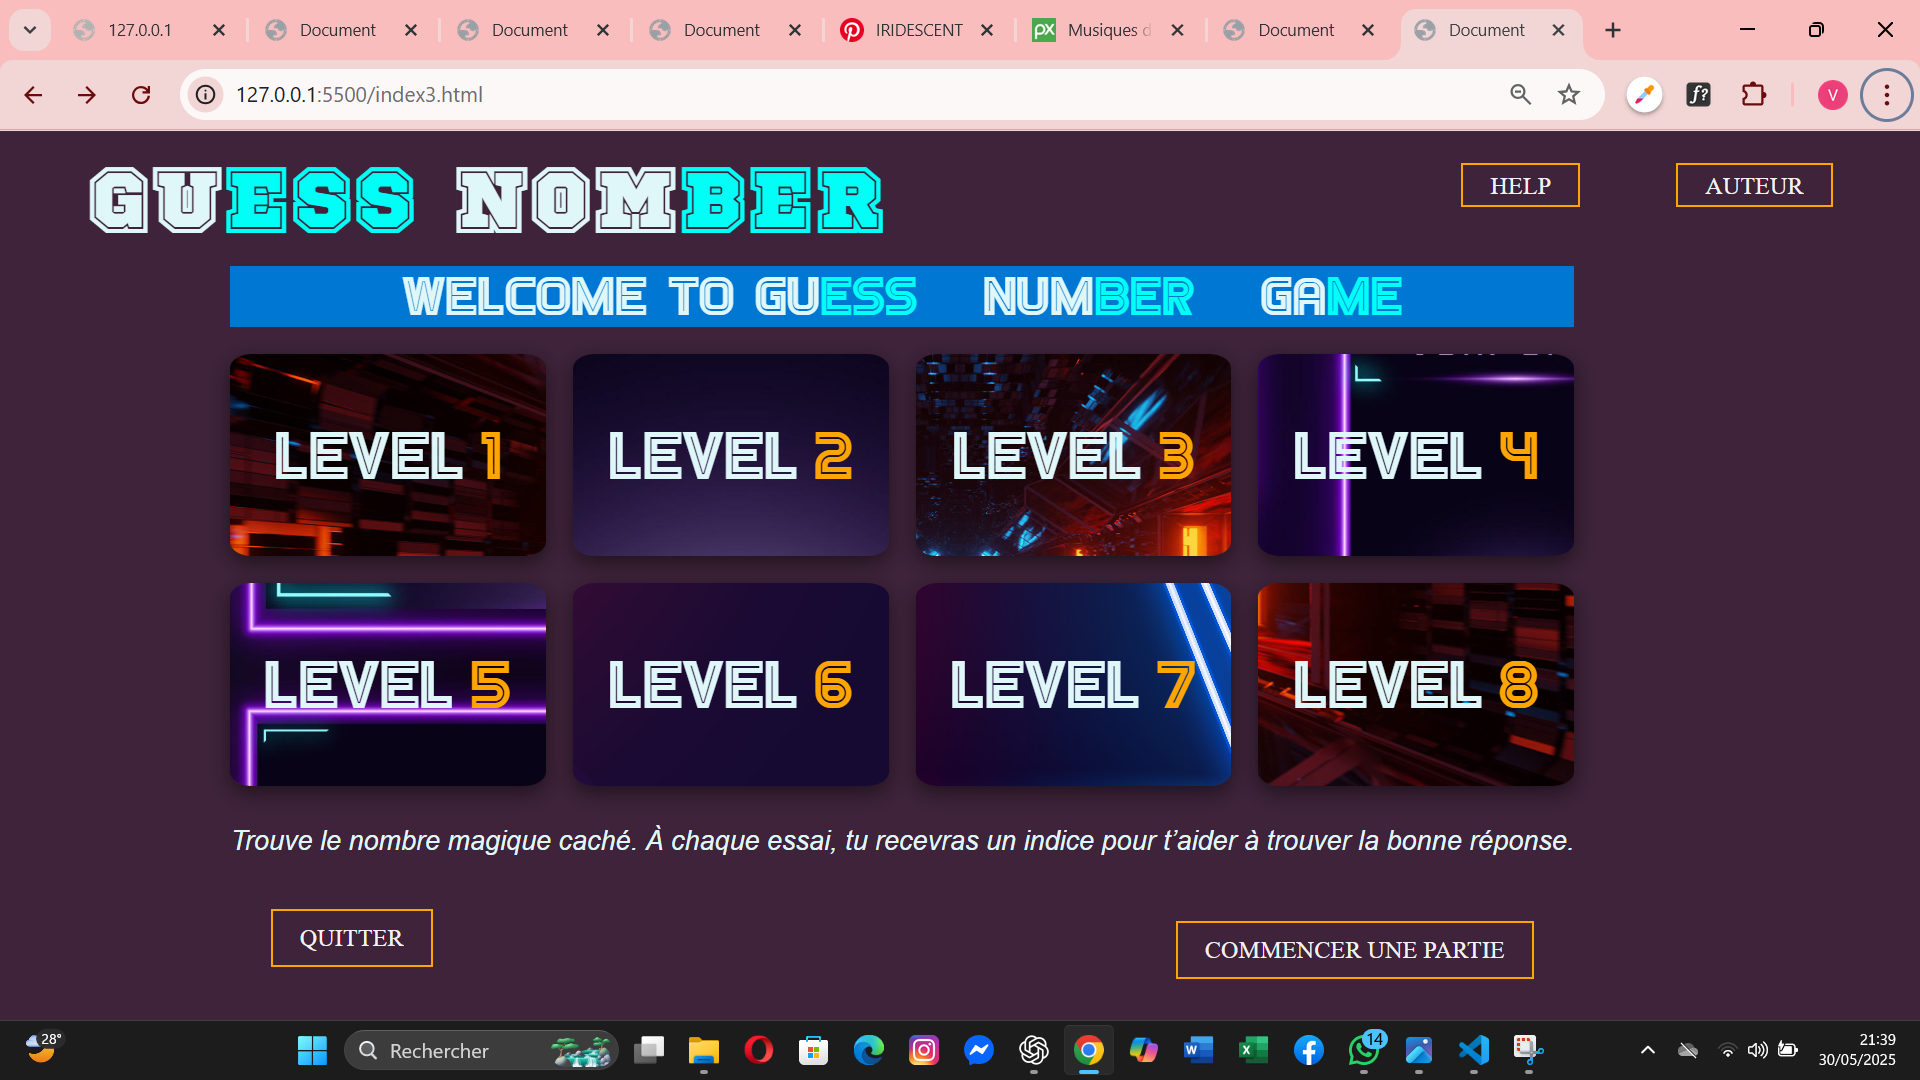 127.0.0.1
Document
Document
Document
IRIDESCENT
Musiques d
Document
Document
127.0.0.1:5500/index3.html
f?
V
GUESS NOMBER
HELP
AUTEUR
WELCOME TO GUESS NUMBER GAME
LEVEL 1
LEVEL 2
LEVEL 3
LEVEL 4
LEVEL 5
LEVEL 6
LEVEL 7
LEVEL 8
Trouve le nombre magique caché. À chaque essai, tu recevras un indice pour t’aider à trouver la bonne réponse.
QUITTER
COMMENCER UNE PARTIE
28°
Rechercher
14
21:39
30/05/2025